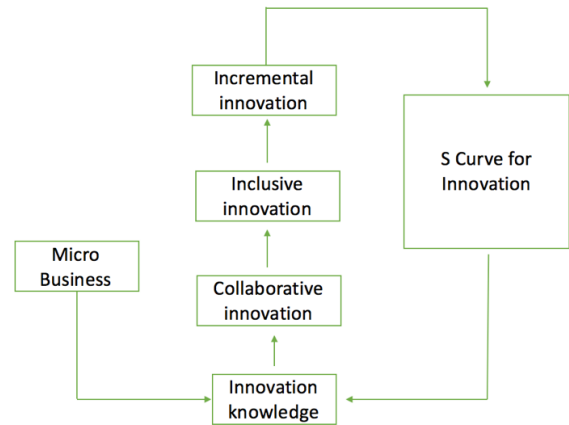 Incremental
innovation
S Curve for
Innovation
Inclusive
innovation
Micro
Business
Collaborative
innovation
Innovation
knowledge